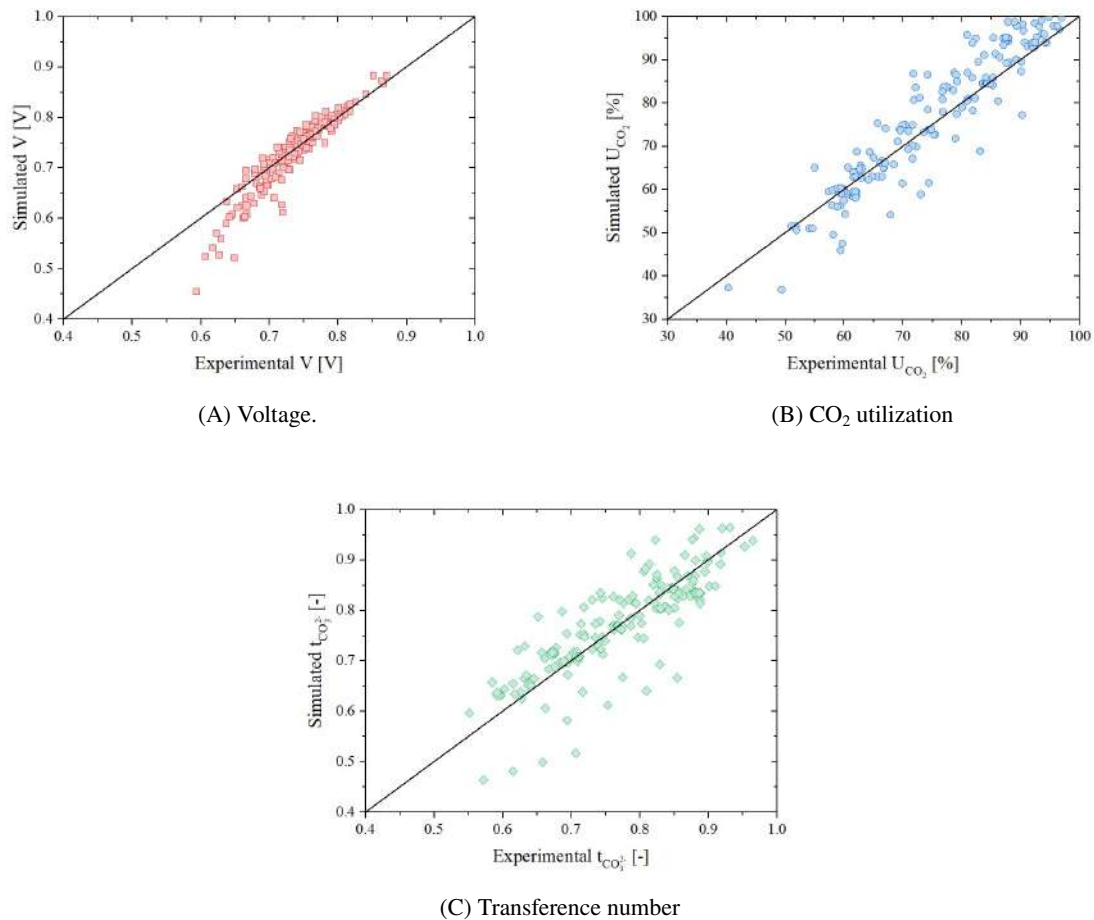 1.0
0.9
0.8
0.7
0.6
0.5
0.4
Simulated V [V]
0.4 0.5 0.6 0.7 0.8 0.9 1.0
Experimental V [V]
(A) Voltage.
100
90
80
70
60
50
40
30
Simulated U_CO₂ [%]
30 40 50 60 70 80 90 100
Experimental U_CO₂ [%]
(B) CO₂ utilization
1.0
0.9
0.8
0.7
0.6
0.5
0.4
Simulated t_CO₃²⁻ [-]
0.4 0.5 0.6 0.7 0.8 0.9 1.0
Experimental t_CO₃²⁻ [-]
(C) Transference number